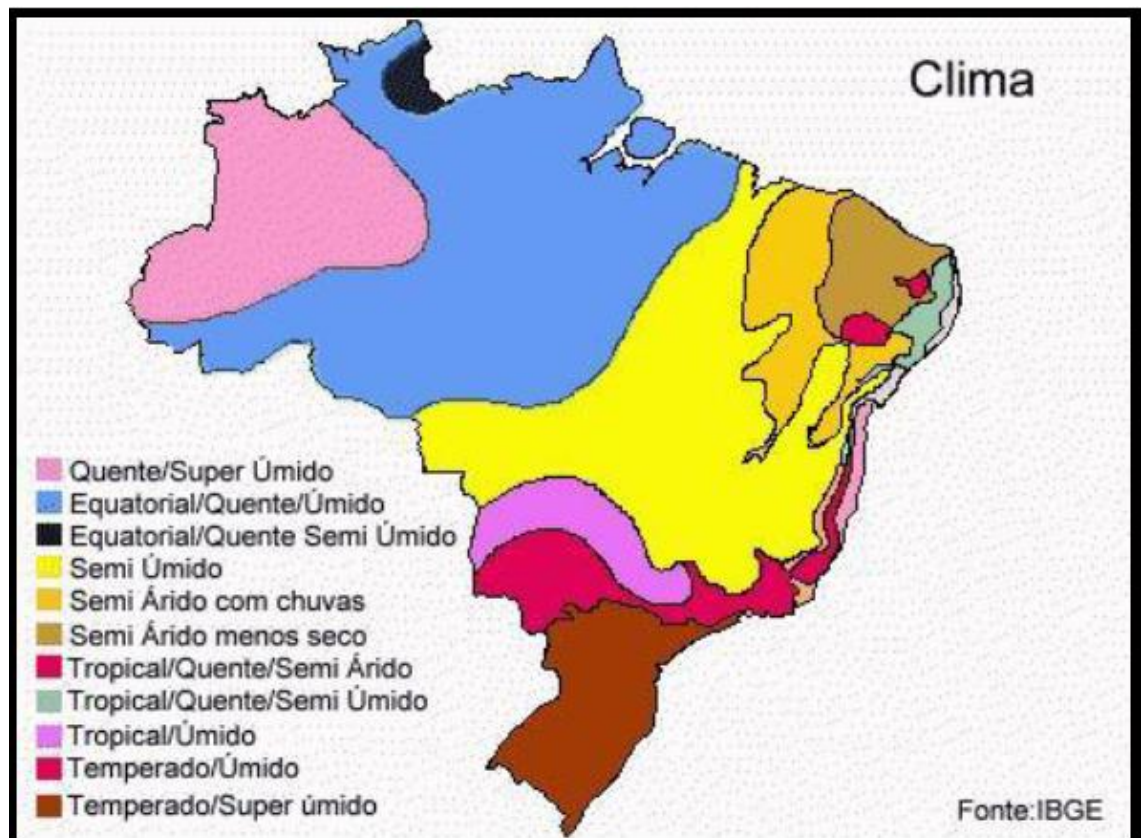 Clima
Quente/Super Úmido
Equatorial/Quente/Úmido
Equatorial/Quente Semi Úmido
Semi Úmido
Semi Árido com chuvas
Semi Árido menos seco
Tropical/Quente/Semi Árido
Tropical/Quente/Semi Úmido
Tropical/Úmido
Temperado/Úmido
Temperado/Super úmido
Fonte:IBGE